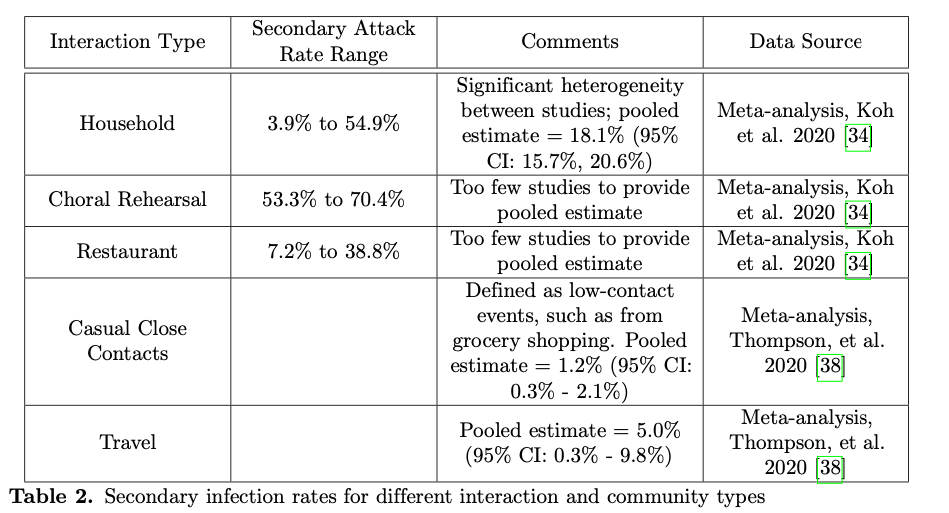 Interaction Type
Secondary Attack
Rate Range
Comments
Data Source
Household
3.9% to 54.9%
Significant heterogeneity
between studies; pooled
estimate = 18.1% (95%
CI: 15.7%, 20.6%)
Meta-analysis, Koh
et al. 2020 [34]
Choral Rehearsal
53.3% to 70.4%
Too few studies to provide
pooled estimate
Meta-analysis, Koh
et al. 2020 [34]
Restaurant
7.2% to 38.8%
Too few studies to provide
pooled estimate
Meta-analysis, Koh
et al. 2020 [34]
Casual Close
Contacts
Defined as low-contact
events, such as from
grocery shopping. Pooled
estimate = 1.2% (95% CI:
0.3% - 2.1%)
Meta-analysis,
Thompson, et al.
2020 [38]
Travel
Pooled estimate = 5.0%
(95% CI: 0.3% - 9.8%)
Meta-analysis,
Thompson, et al.
2020 [38]
Table 2. Secondary infection rates for different interaction and community types